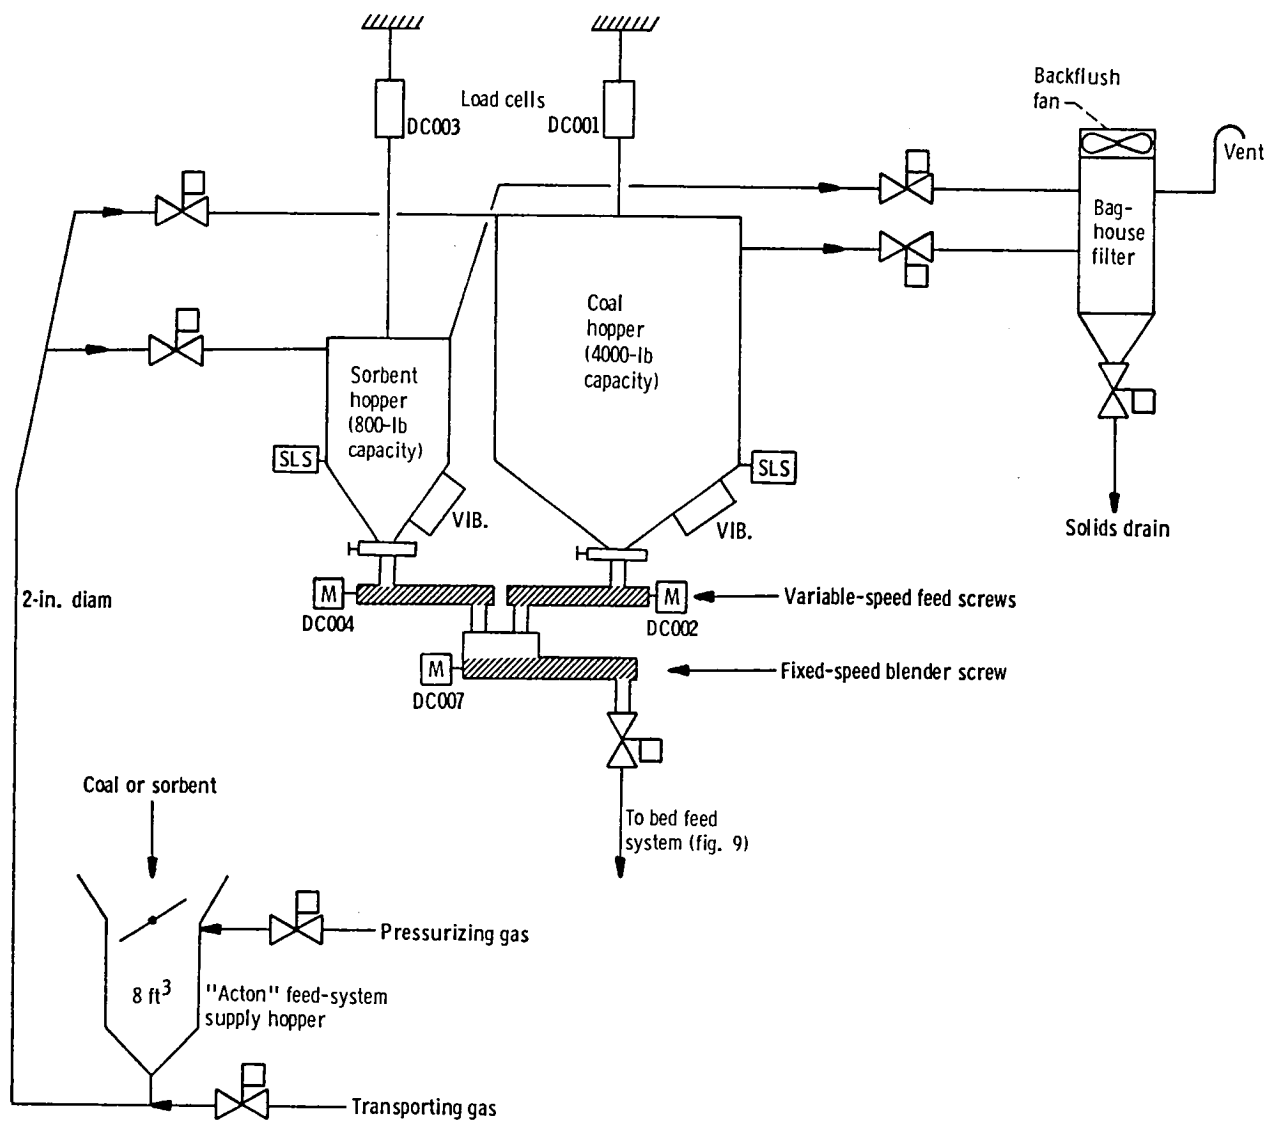 Backflush
fan
Load cells
DC003
DC001
Vent
Bag-
house
filter
Coal
hopper
(4000-lb
capacity)
Sorbent
hopper
(800-lb
capacity)
SLS
SLS
VIB.
VIB.
Solids drain
2-in. diam
M
M
Variable-speed feed screws
DC004
DC002
M
Fixed-speed blender screw
DC007
Coal or sorbent
To bed feed
system (fig. 9)
Pressurizing gas
8 ft3
"Acton" feed-system
supply hopper
Transporting gas